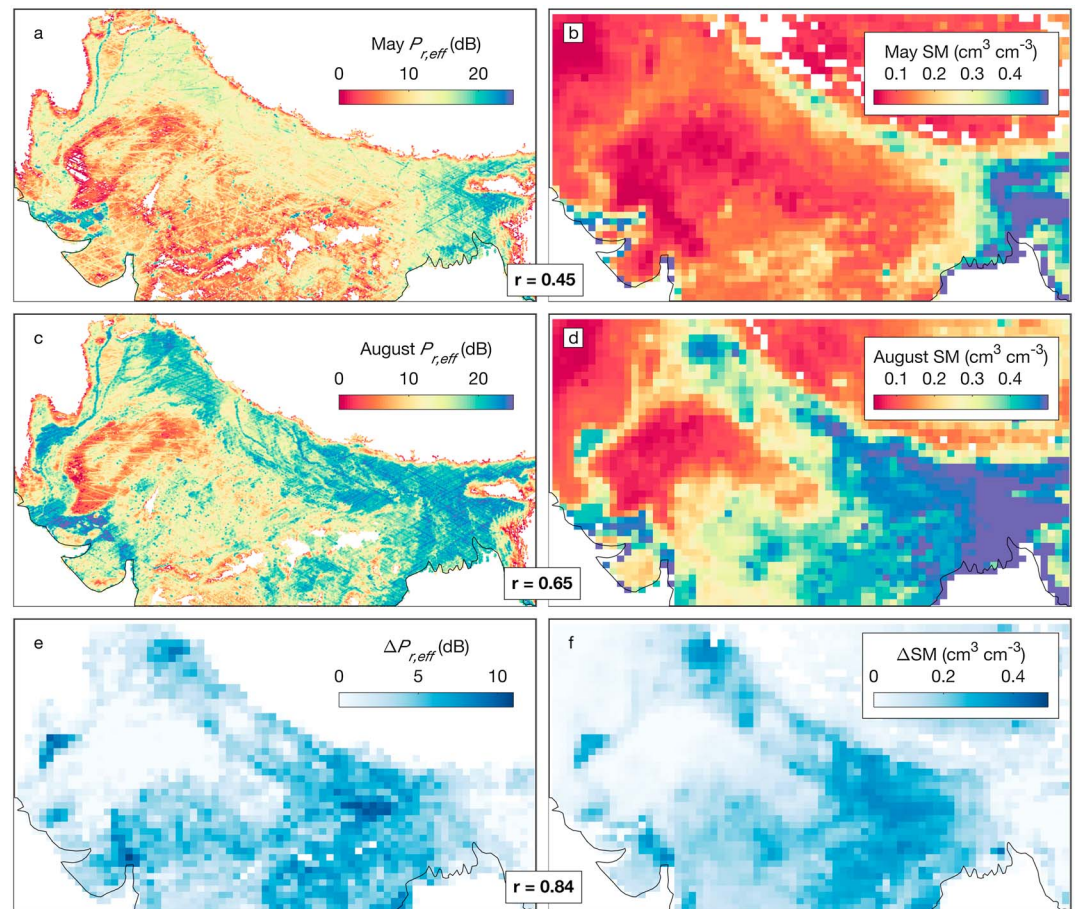 a
May P_r,eff (dB)
0 10 20
b
May SM (cm³ cm⁻³)
0.1 0.2 0.3 0.4
r = 0.45
c
August P_r,eff (dB)
0 10 20
d
August SM (cm³ cm⁻³)
0.1 0.2 0.3 0.4
r = 0.65
e
ΔP_r,eff (dB)
0 5 10
f
ΔSM (cm³ cm⁻³)
0 0.4
r = 0.84